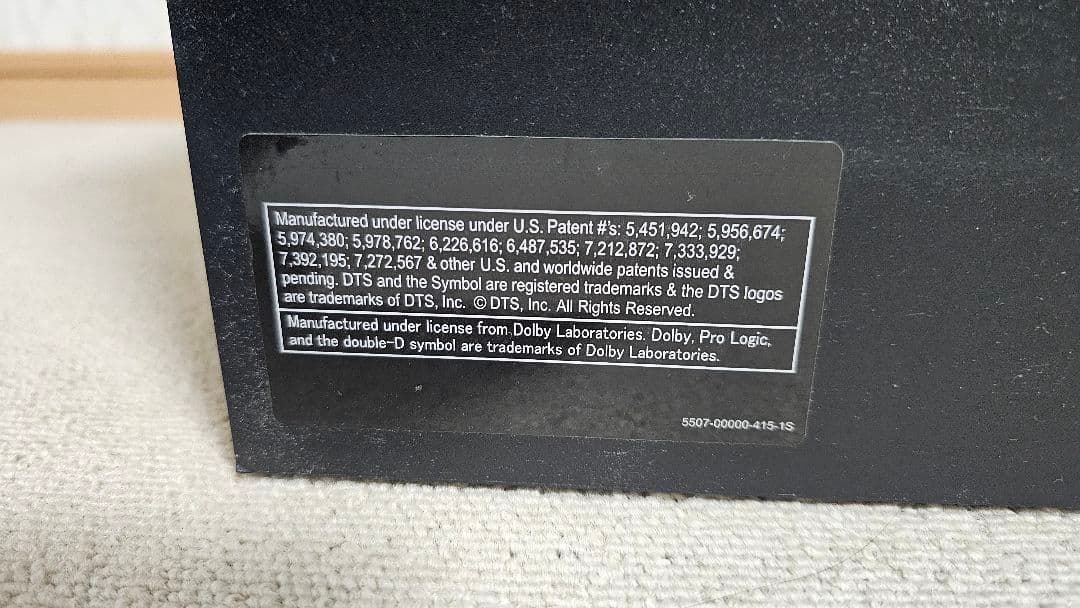 Manufactured under license under U.S. Patent #'s: 5,451,942; 5,956,674;
5,974,380; 5,978,762; 6,226,616; 6,487,535; 7,212,872; 7,333,929;
7,392,195; 7,272,567 & other U.S. and worldwide patents issued &
pending. DTS and the Symbol are registered trademarks & the DTS logos
are trademarks of DTS, Inc. © DTS, Inc. All Rights Reserved.
Manufactured under license from Dolby Laboratories. Dolby, Pro Logic,
and the double-D symbol are trademarks of Dolby Laboratories.
5507-00000-415-1S